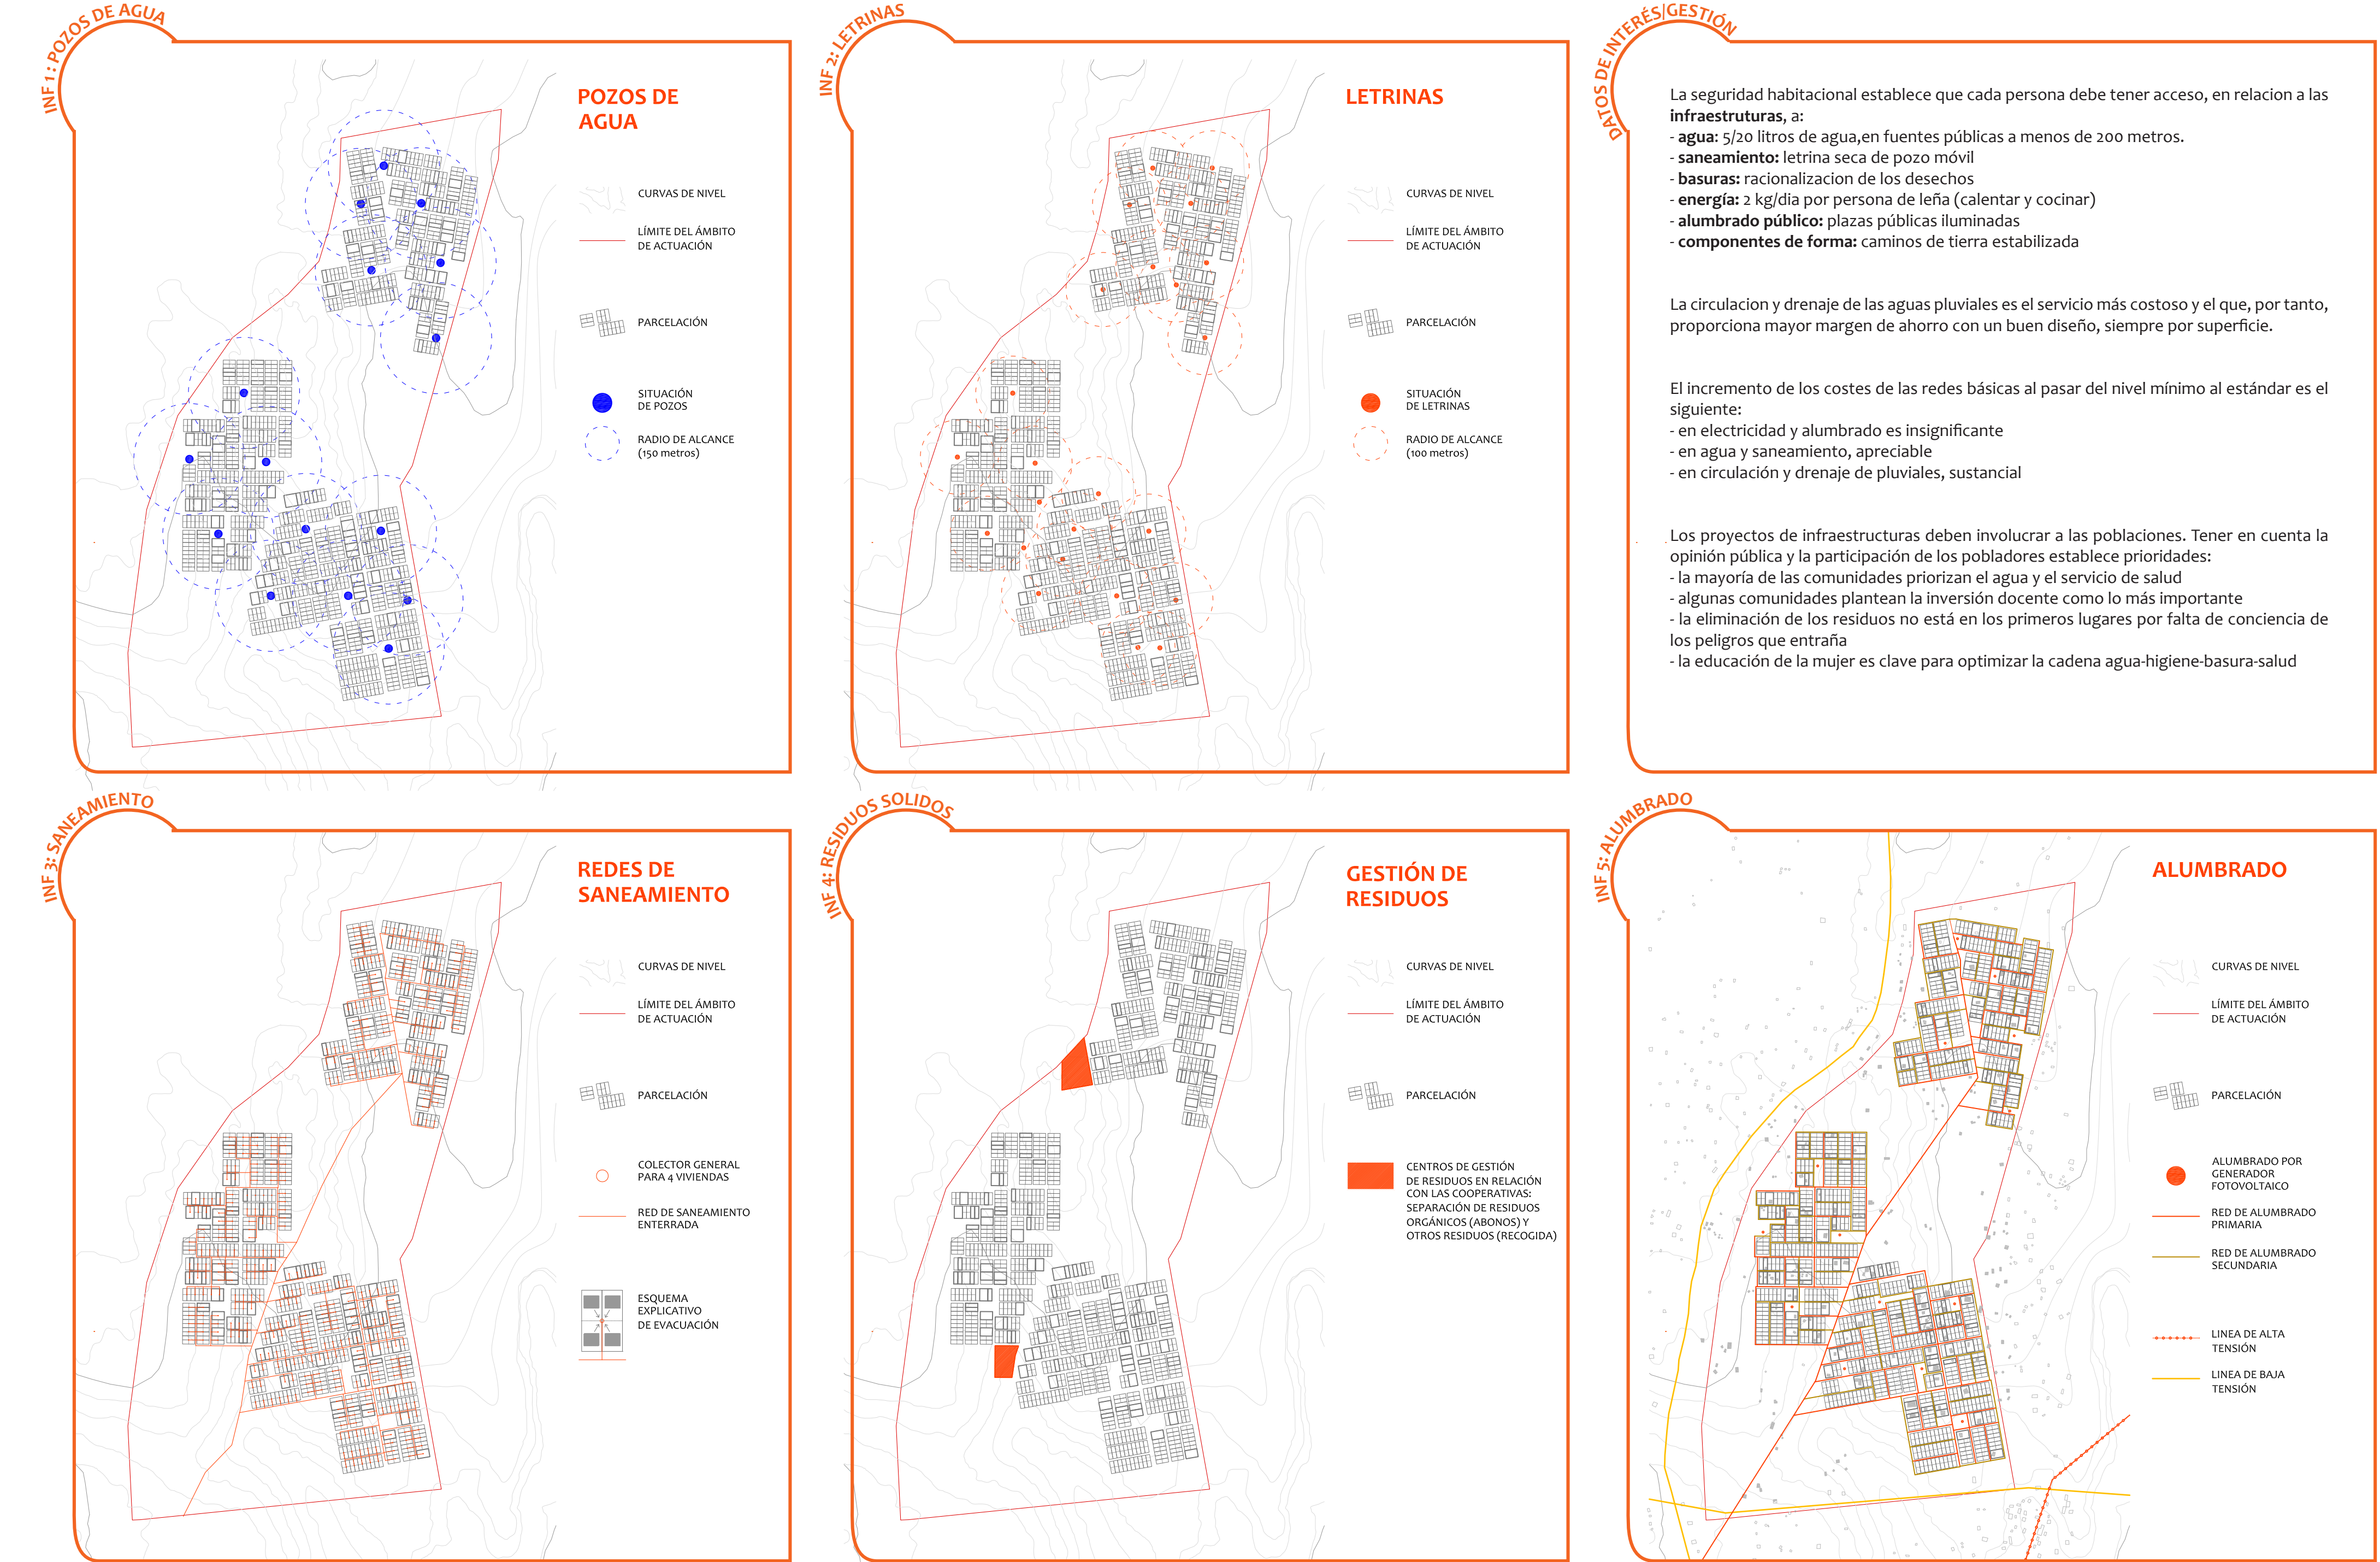 INF 1 : POZOS DE AGUA
POZOS DE
AGUA
CURVAS DE NIVEL
LÍMITE DEL ÁMBITO
DE ACTUACIÓN
PARCELACIÓN
SITUACIÓN
DE POZOS
RADIO DE ALCANCE
(150 metros)
INF 2: LETRINAS
LETRINAS
CURVAS DE NIVEL
LÍMITE DEL ÁMBITO
DE ACTUACIÓN
PARCELACIÓN
SITUACIÓN
DE LETRINAS
RADIO DE ALCANCE
(100 metros)
DATOS DE INTERÉS/GESTIÓN
La seguridad habitacional establece que cada persona debe tener acceso, en relacion a las
infraestruturas, a:
- agua: 5/20 litros de agua,en fuentes públicas a menos de 200 metros.
- saneamiento: letrina seca de pozo móvil
- basuras: racionalizacion de los desechos
- energía: 2 kg/dia por persona de leña (calentar y cocinar)
- alumbrado público: plazas públicas iluminadas
- componentes de forma: caminos de tierra estabilizada
La circulacion y drenaje de las aguas pluviales es el servicio más costoso y el que, por tanto,
proporciona mayor margen de ahorro con un buen diseño, siempre por superficie.
El incremento de los costes de las redes básicas al pasar del nivel mínimo al estándar es el
siguiente:
- en electricidad y alumbrado es insignificante
- en agua y saneamiento, apreciable
- en circulación y drenaje de pluviales, sustancial
Los proyectos de infraestructuras deben involucrar a las poblaciones. Tener en cuenta la
opinión pública y la participación de los pobladores establece prioridades:
- la mayoría de las comunidades priorizan el agua y el servicio de salud
- algunas comunidades plantean la inversión docente como lo más importante
- la eliminación de los residuos no está en los primeros lugares por falta de conciencia de
los peligros que entraña
- la educación de la mujer es clave para optimizar la cadena agua-higiene-basura-salud
INF 3: SANEAMIENTO
REDES DE
SANEAMIENTO
CURVAS DE NIVEL
LÍMITE DEL ÁMBITO
DE ACTUACIÓN
PARCELACIÓN
COLECTOR GENERAL
PARA 4 VIVIENDAS
RED DE SANEAMIENTO
ENTERRADA
ESQUEMA
EXPLICATIVO
DE EVACUACIÓN
INF 4: RESIDUOS SOLIDOS
GESTIÓN DE
RESIDUOS
CURVAS DE NIVEL
LÍMITE DEL ÁMBITO
DE ACTUACIÓN
PARCELACIÓN
CENTROS DE GESTIÓN
DE RESIDUOS EN RELACIÓN
CON LAS COOPERATIVAS:
SEPARACIÓN DE RESIDUOS
ORGÁNICOS (ABONOS) Y
OTROS RESIDUOS (RECOGIDA)
INF 5: ALUMBRADO
ALUMBRADO
CURVAS DE NIVEL
LÍMITE DEL ÁMBITO
DE ACTUACIÓN
PARCELACIÓN
ALUMBRADO POR
GENERADOR
FOTOVOLTAICO
RED DE ALUMBRADO
PRIMARIA
RED DE ALUMBRADO
SECUNDARIA
LINEA DE ALTA
TENSIÓN
LINEA DE BAJA
TENSIÓN